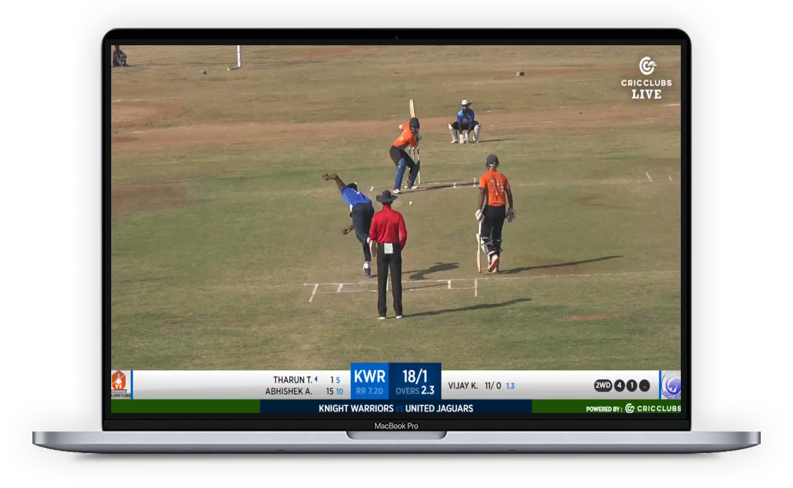 CRICCLUBS
LIVE
THARUN T. 1 5
ABHISHEK A. 15 10
KWR
RR 7.20
18/1
OVERS 2.3
VIJAY K. 11/ 0 1.3
2WD 4 1 .
KNIGHT WARRIORS VS UNITED JAGUARS
POWERED BY : CRICCLUBS
MacBook Pro